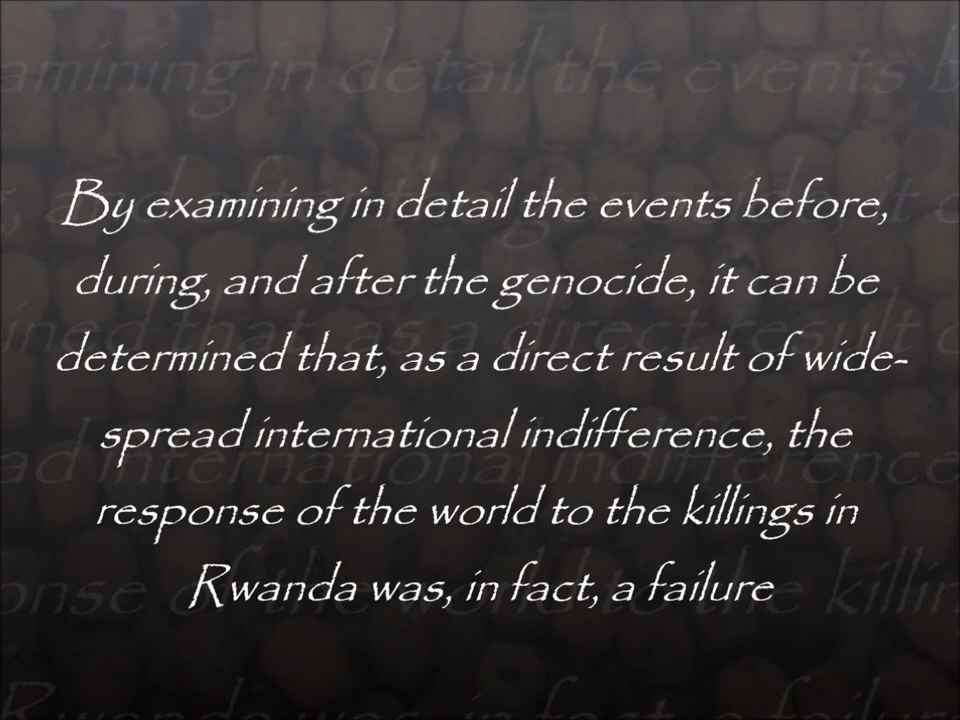 By examining in detail the events before,
during, and after the genocide, it can be
determined that, as a direct result of wide-
spread international indifference, the
response of the world to the killings in
Rwanda was, in fact, a failure